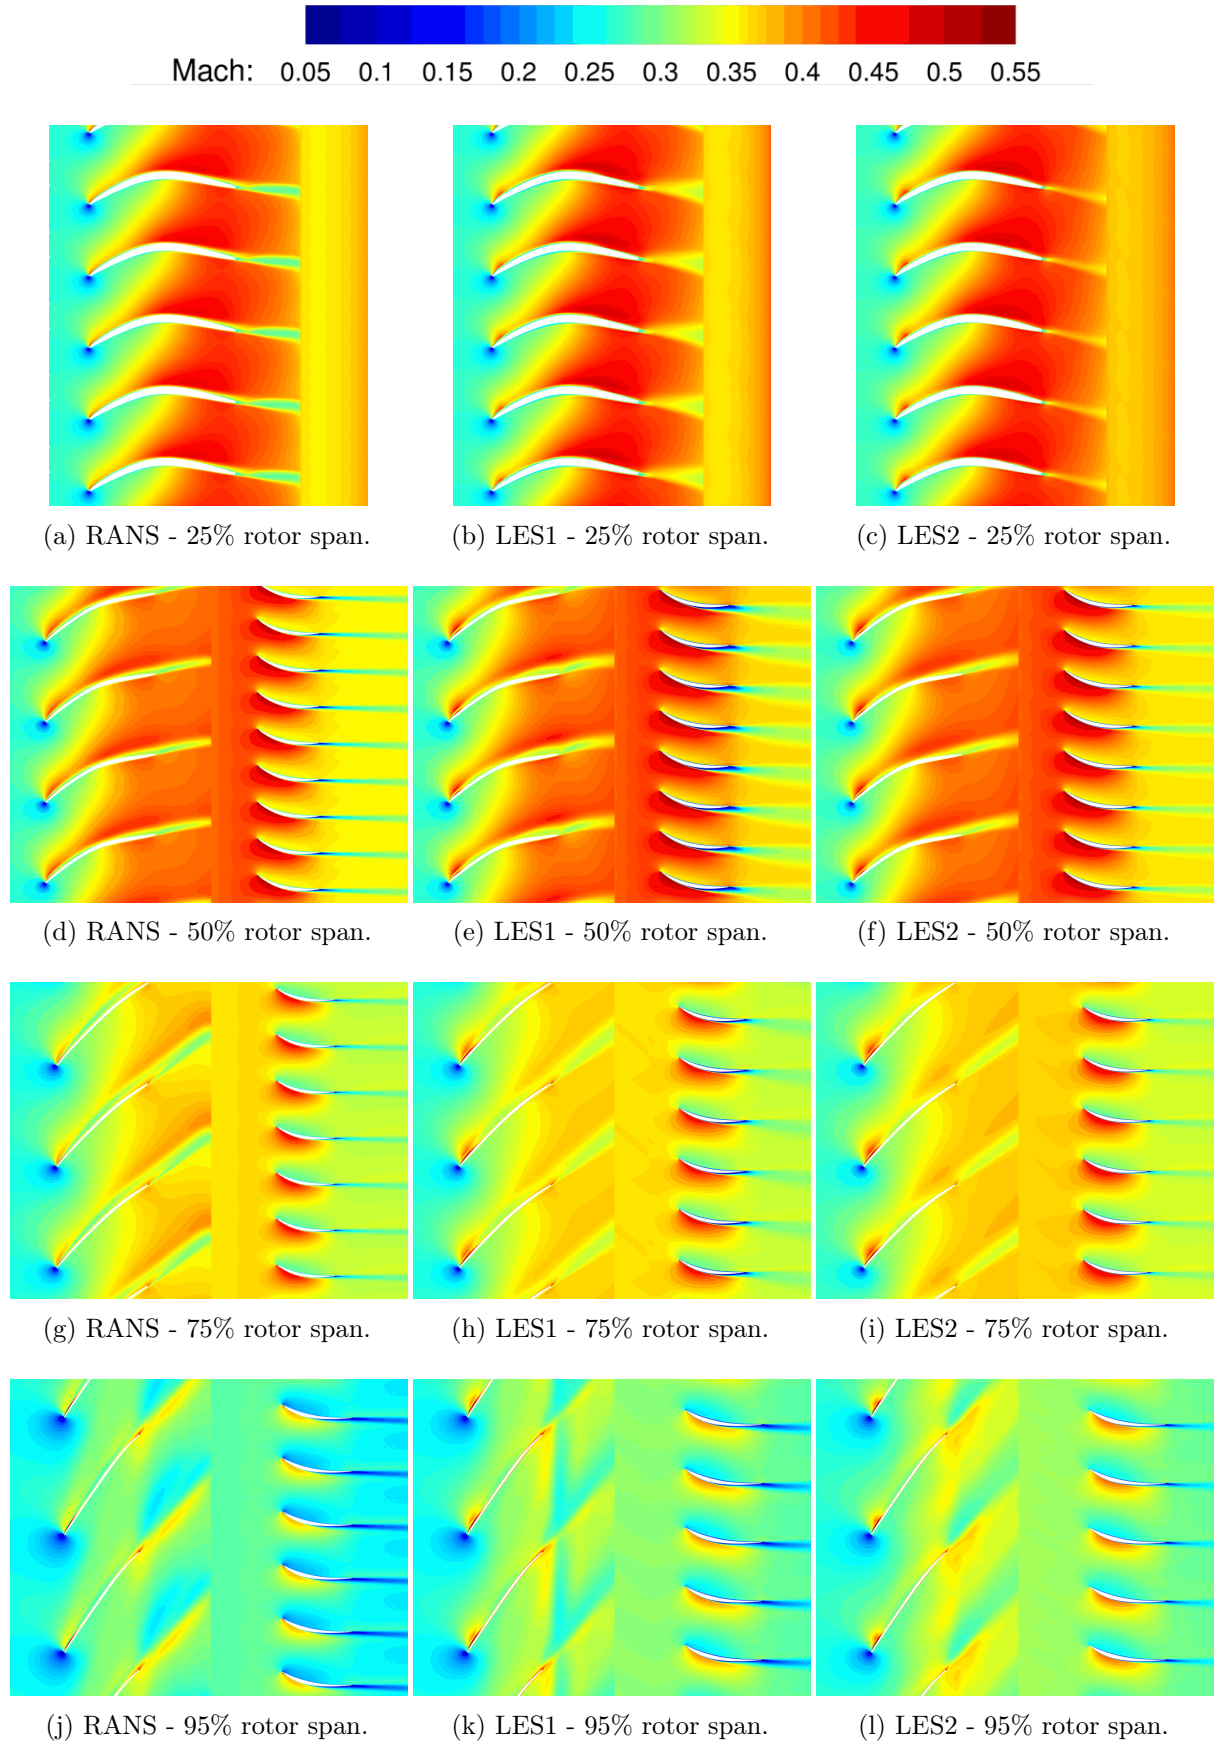 Mach: 0.05 0.1 0.15 0.2 0.25 0.3 0.35 0.4 0.45 0.5 0.55
(a) RANS - 25% rotor span.
(b) LES1 - 25% rotor span.
(c) LES2 - 25% rotor span.
(d) RANS - 50% rotor span.
(e) LES1 - 50% rotor span.
(f) LES2 - 50% rotor span.
(g) RANS - 75% rotor span.
(h) LES1 - 75% rotor span.
(i) LES2 - 75% rotor span.
(j) RANS - 95% rotor span.
(k) LES1 - 95% rotor span.
(l) LES2 - 95% rotor span.